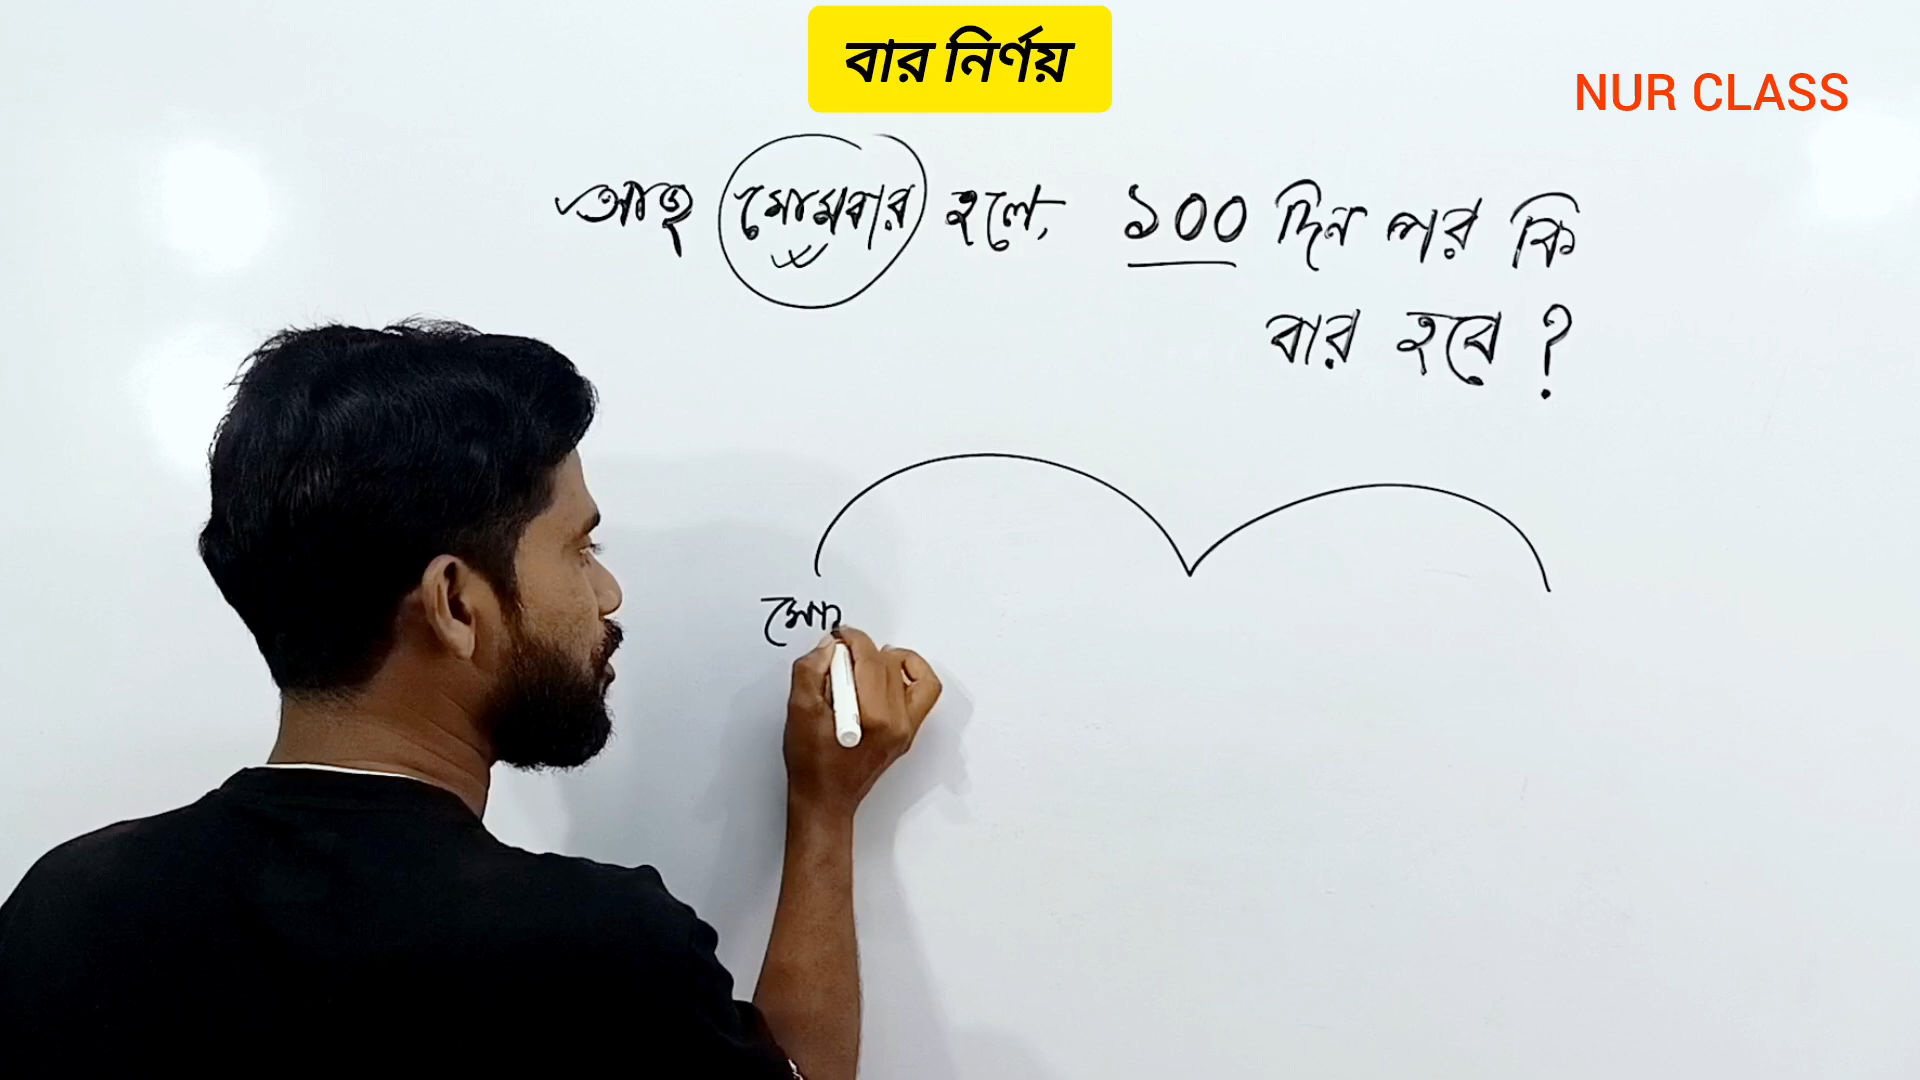 বার নির্ণয়
NUR CLASS
আজ সোমবার হলে, ১০০ দিন পর কি
বার হবে ?
সোম